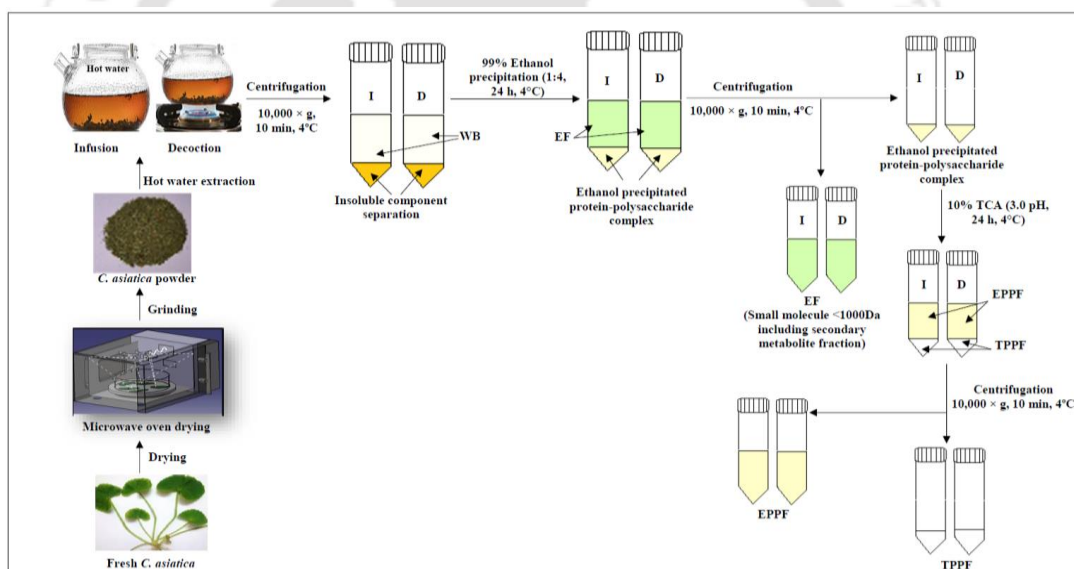 Hot water
Infusion
Decoction
Centrifugation
10,000 × g,
10 min, 4°C
I
D
WB
Insoluble component
separation
99% Ethanol
precipitation (1:4,
24 h, 4°C)
I
D
EF
Ethanol precipitated
protein-polysaccharide
complex
Centrifugation
10,000 × g, 10 min, 4°C
I
D
Ethanol precipitated
protein-polysaccharide
complex
10% TCA (3.0 pH,
24 h, 4°C)
I
D
EF
(Small molecule <1000Da
including secondary
metabolite fraction)
I
D
EPPF
TPPF
Centrifugation
10,000 × g, 10 min, 4°C
EPPF
TPPF
Hot water extraction
C. asiatica powder
Grinding
Microwave oven drying
Drying
Fresh C. asiatica